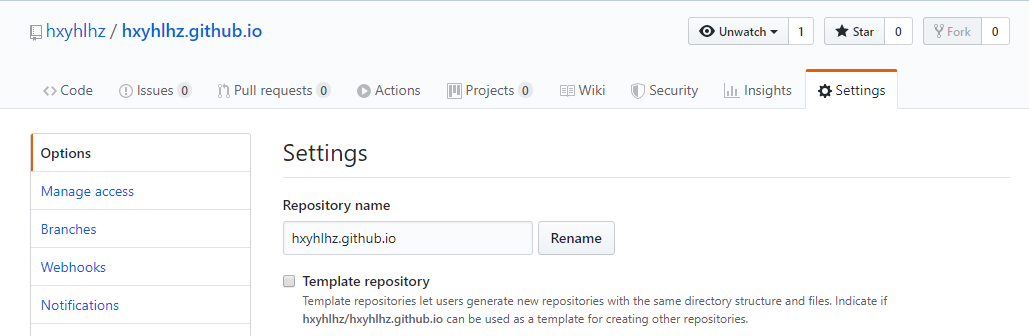 hxyhlhz / hxyhlhz.github.io Unwatch 1 Star 0 Fork 0
Code Issues 0 Pull requests 0 Actions Projects 0 Wiki Security Insights Settings
Options
Manage access
Branches
Webhooks
Notifications
Settings
Repository name
hxyhlhz.github.io Rename
Template repository
Template repositories let users generate new repositories with the same directory structure and files. Indicate if
hxyhlhz/hxyhlhz.github.io can be used as a template for creating other repositories.